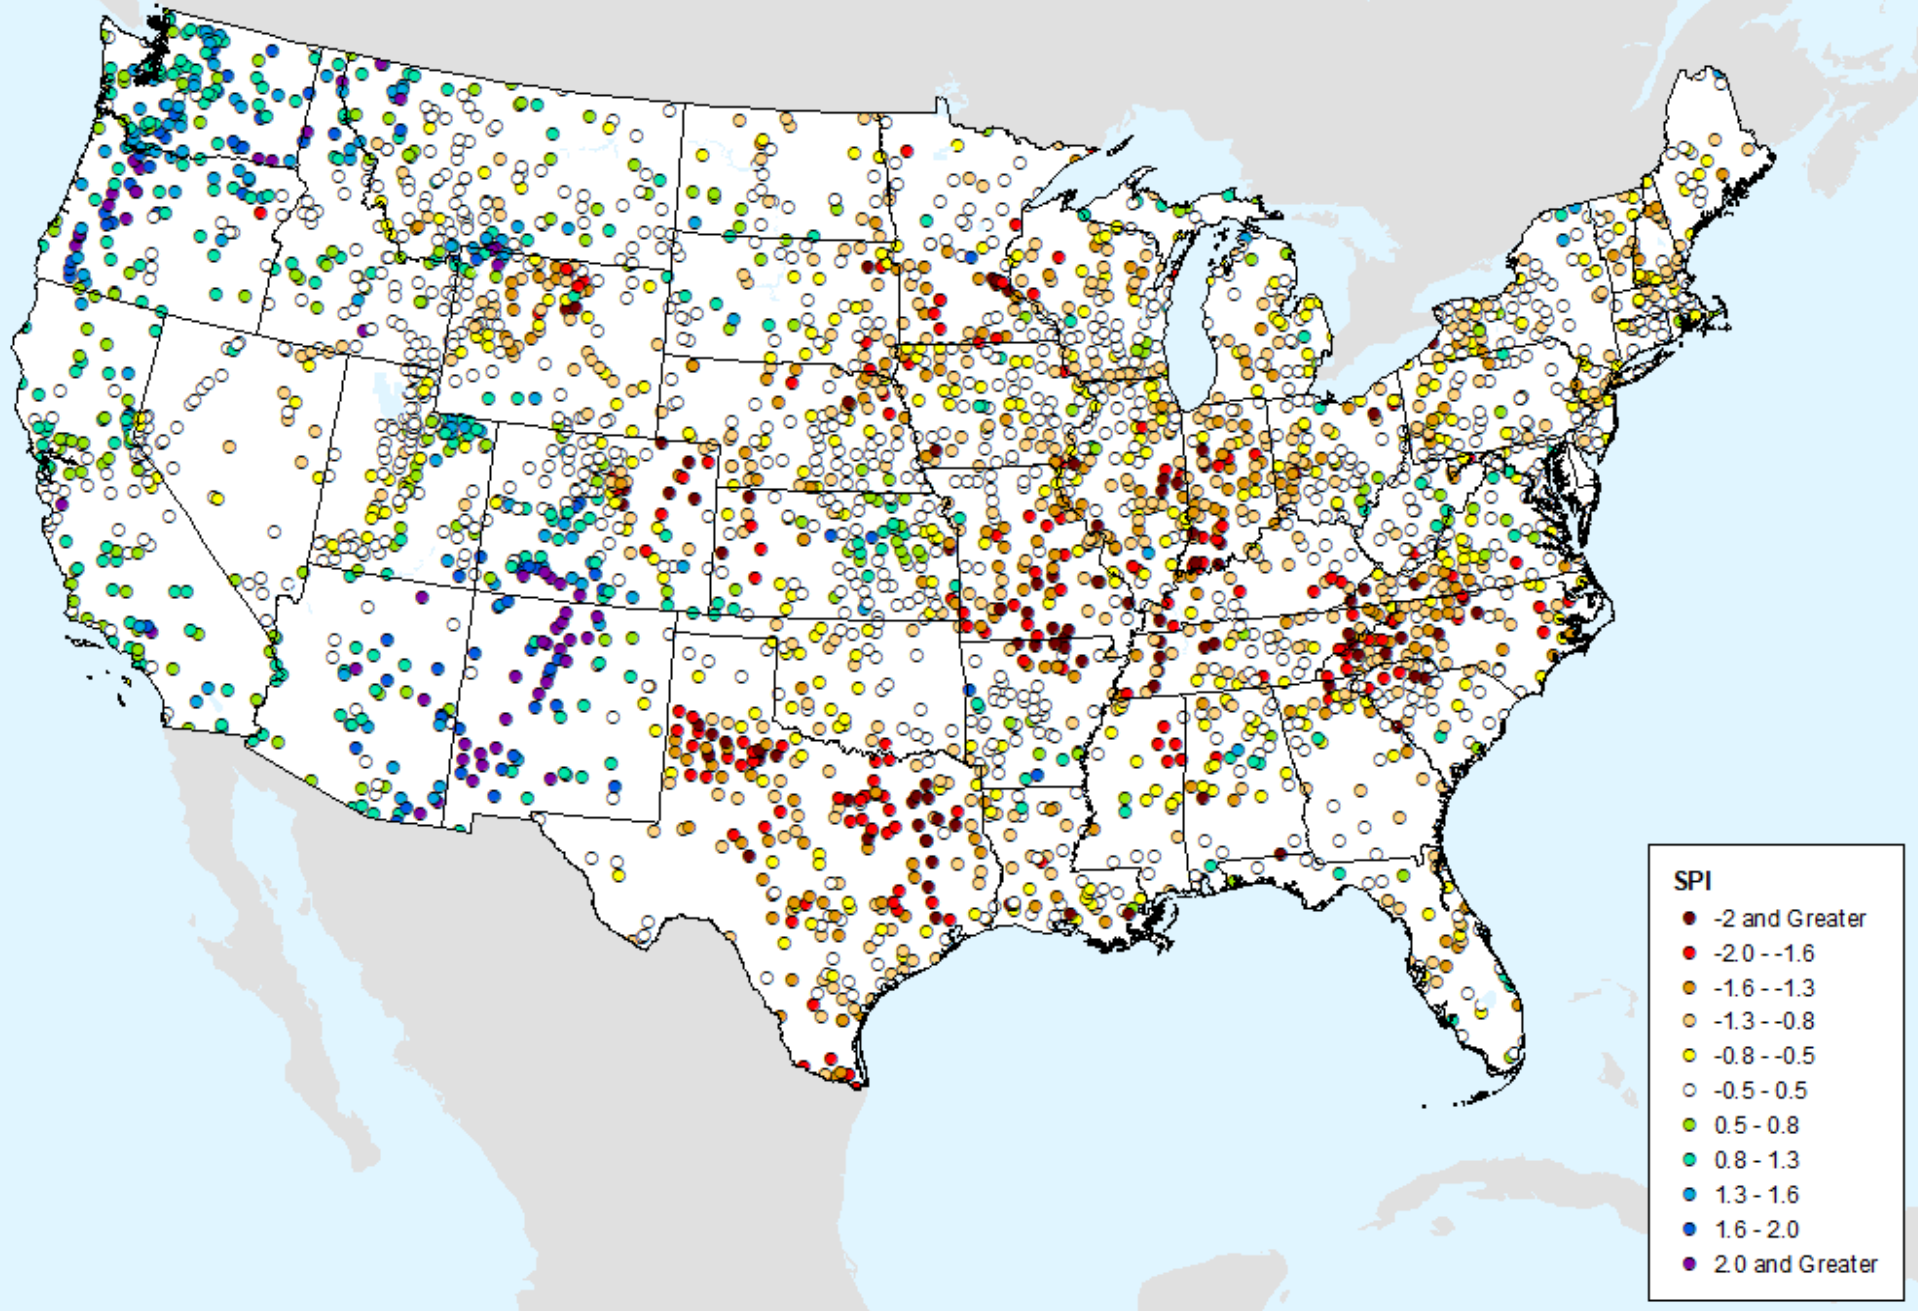 SPI
-2 and Greater
-2.0 - -1.6
-1.6 - -1.3
-1.3 - -0.8
-0.8 - -0.5
-0.5 - 0.5
0.5 - 0.8
0.8 - 1.3
1.3 - 1.6
1.6 - 2.0
2.0 and Greater